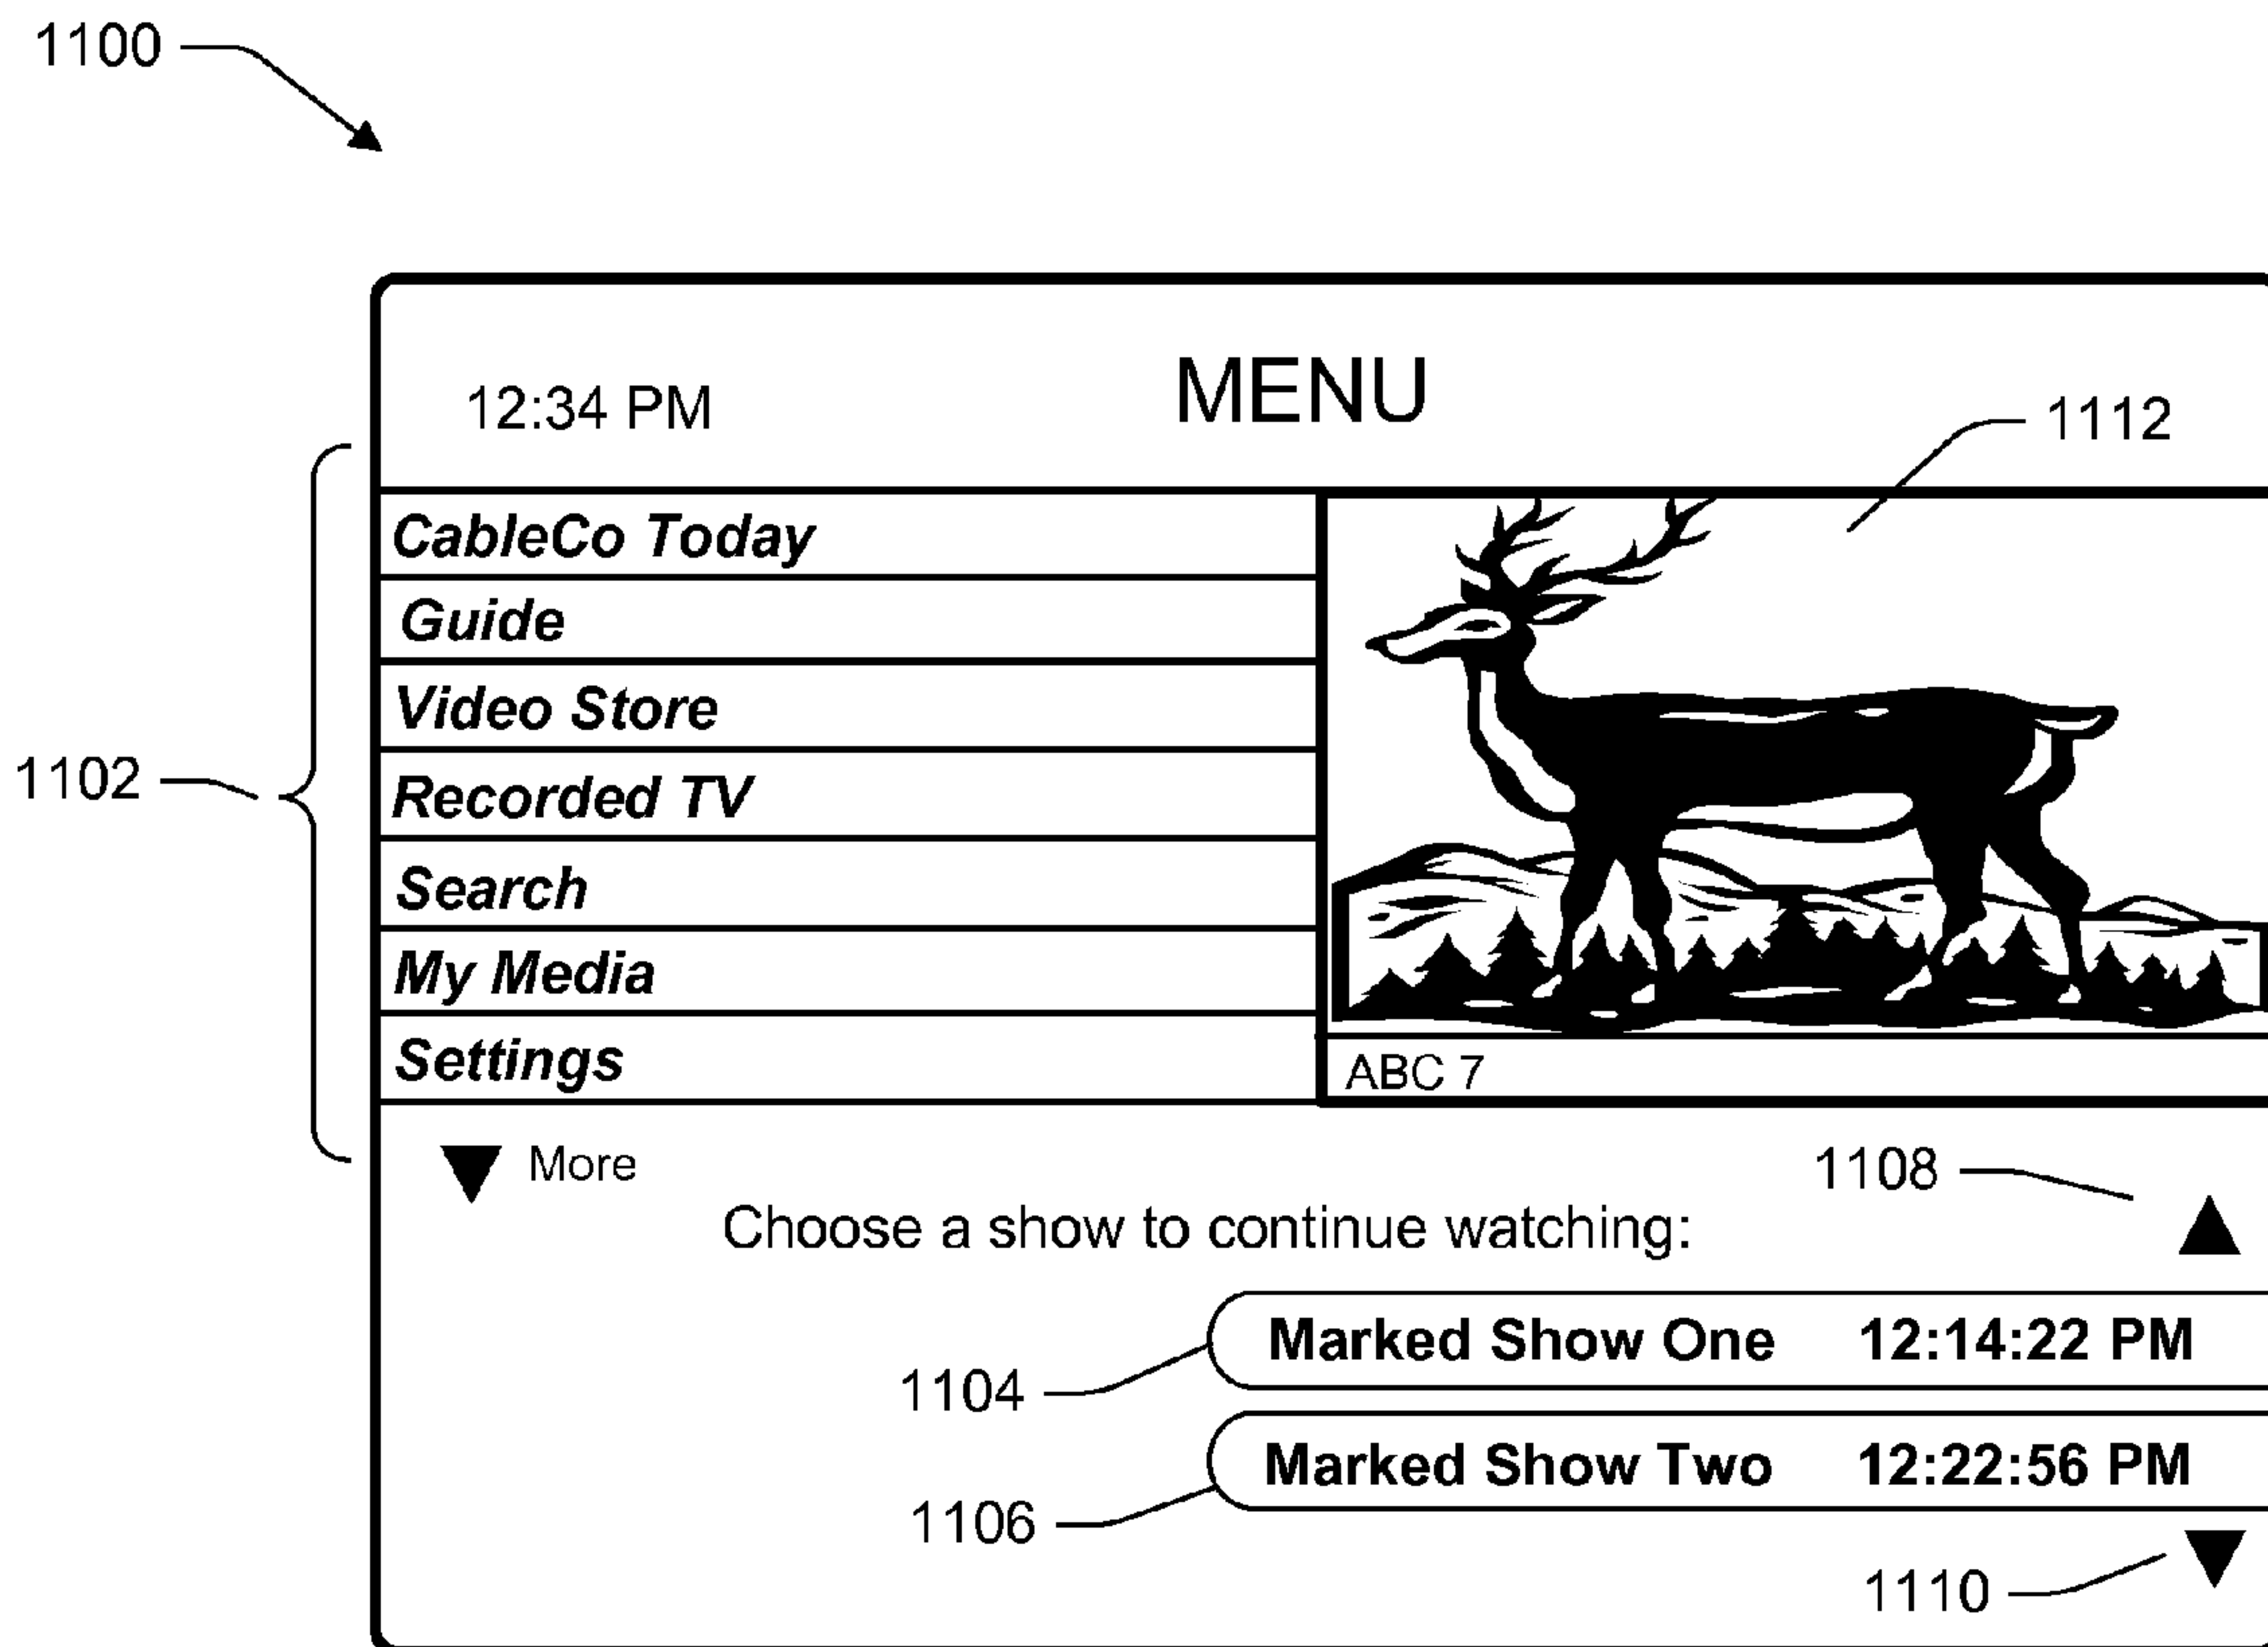 1100
12:34 PM
MENU
1112
CableCo Today
Guide
Video Store
1102
Recorded TV
Search
My Media
Settings
ABC 7
More
1108
Choose a show to continue watching:
Marked Show One 12:14:22 PM
1104
Marked Show Two 12:22:56 PM
1106
1110